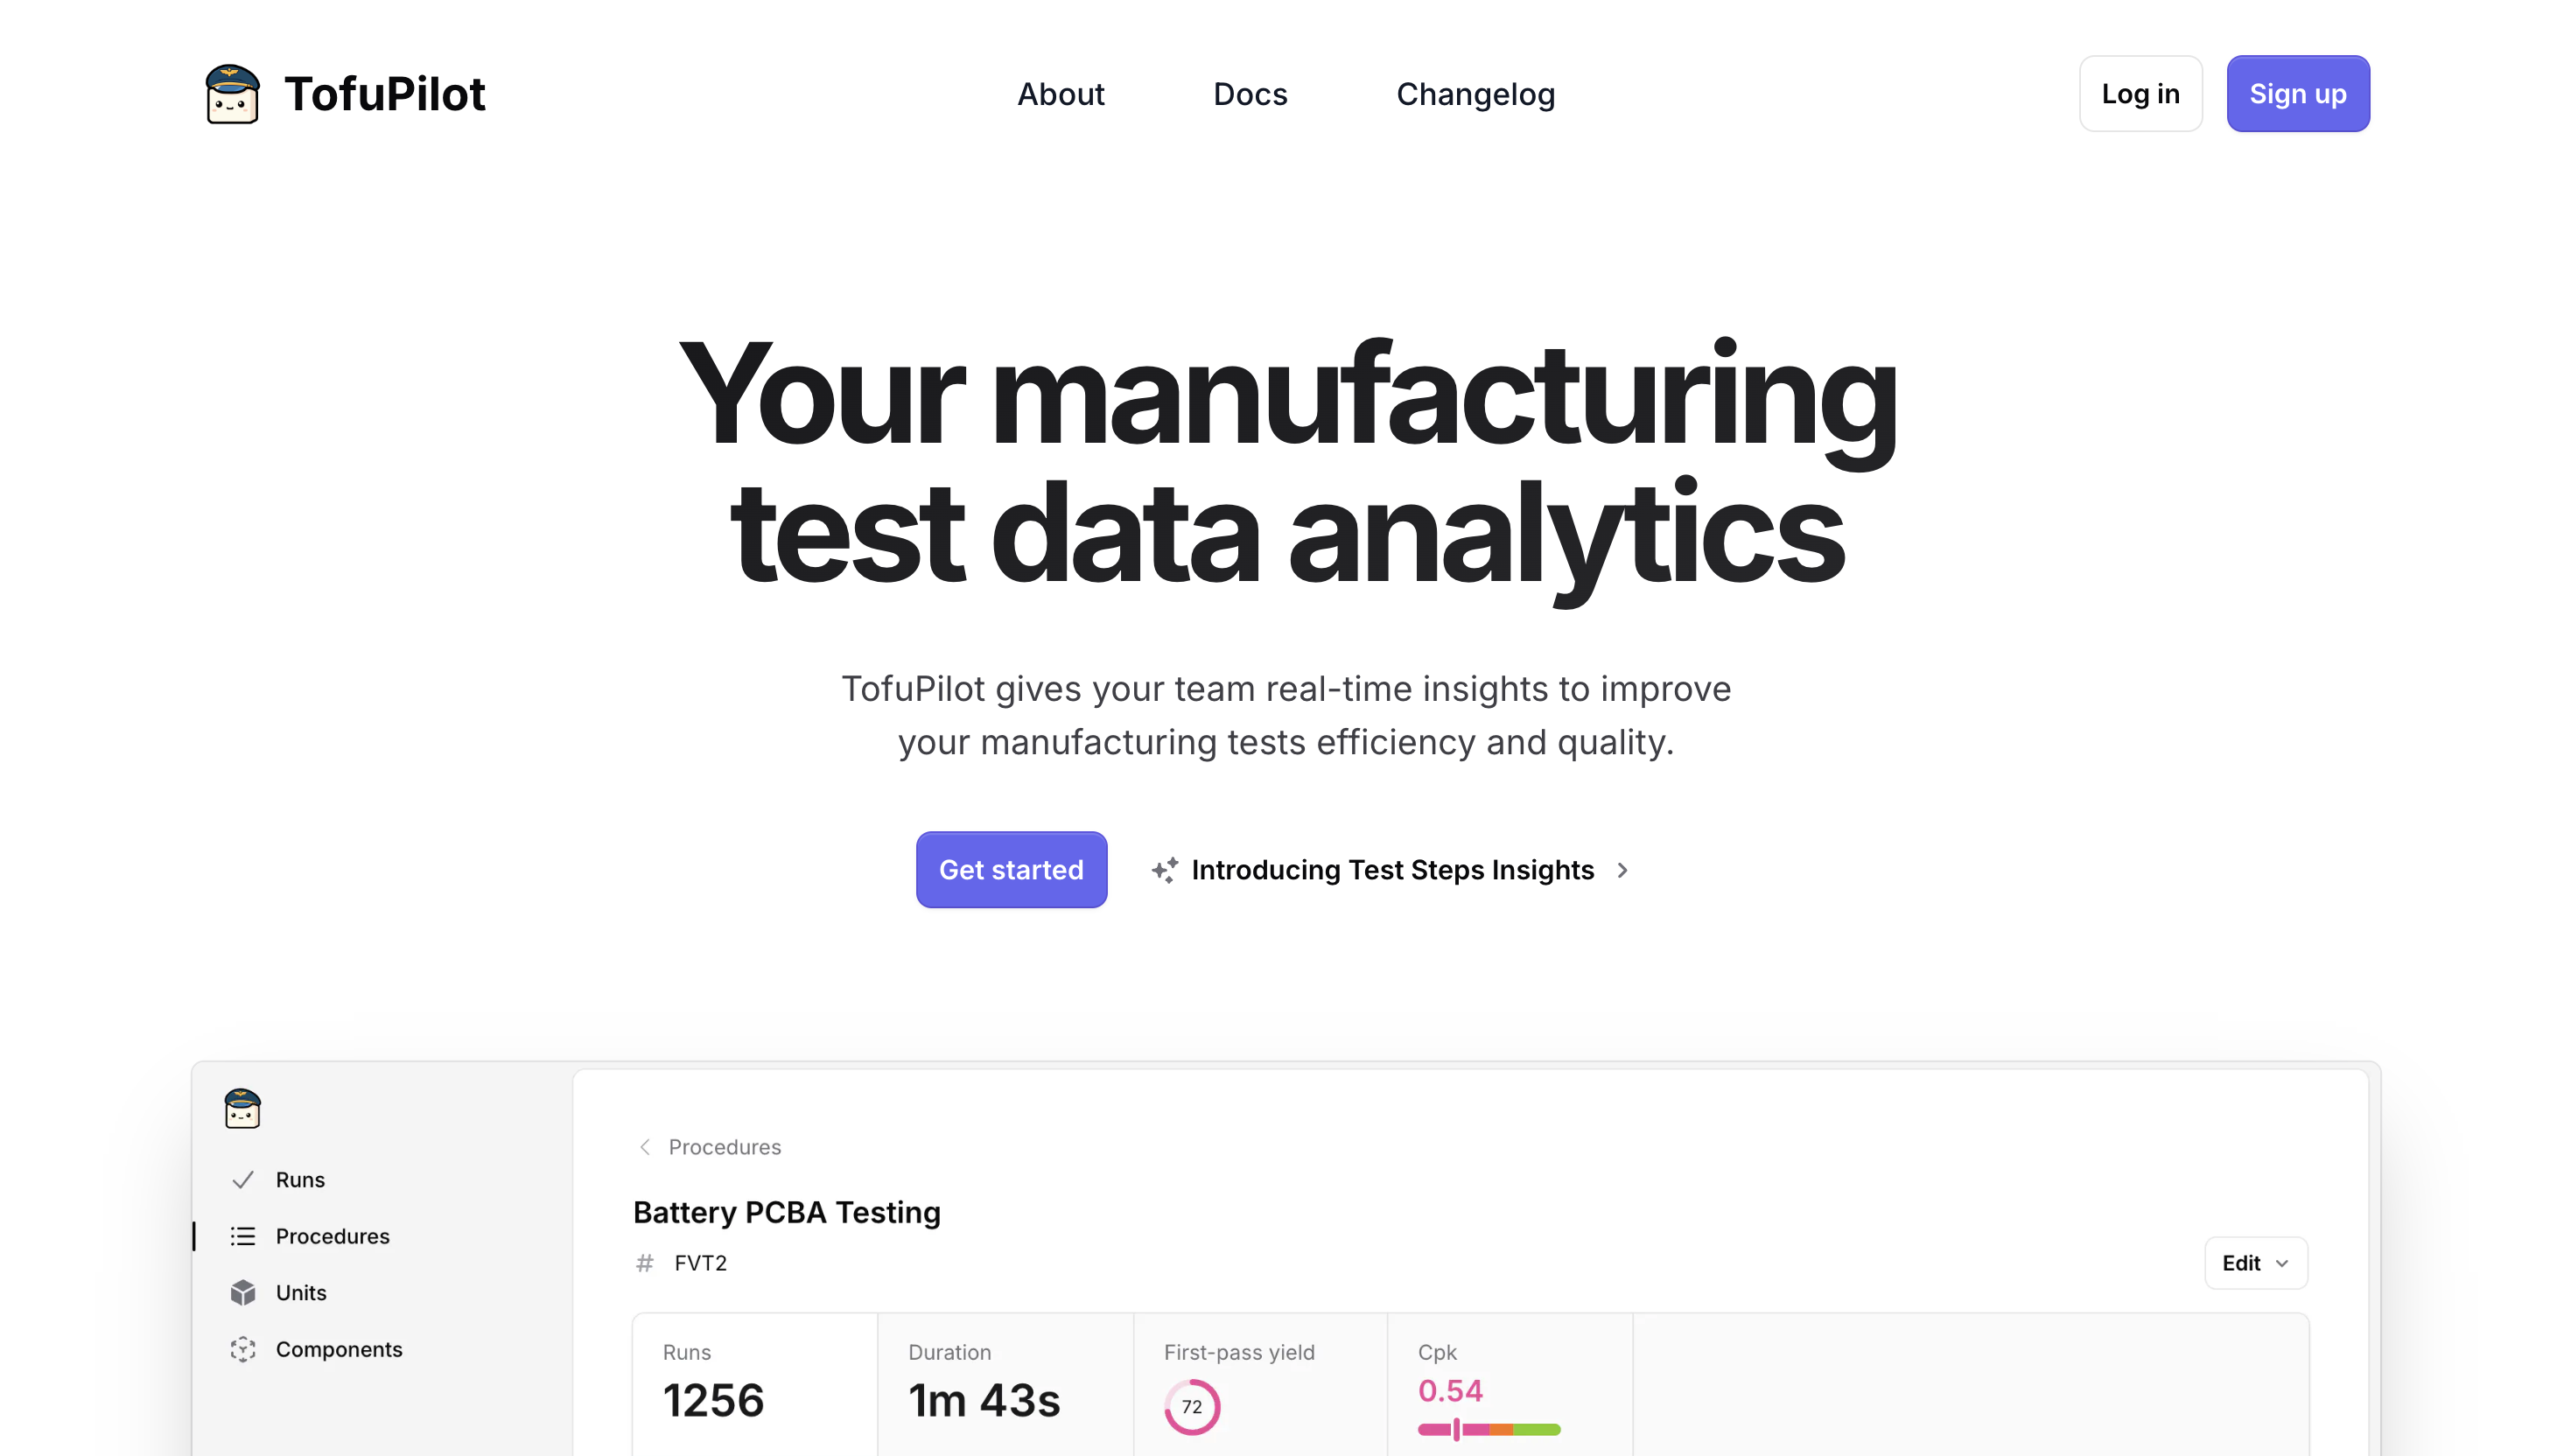 TofuPilot
About
Docs
Changelog
Log in
Sign up
Your manufacturing
test data analytics
TofuPilot gives your team real-time insights to improve
your manufacturing tests efficiency and quality.
Get started
Introducing Test Steps Insights
Runs
Procedures
Units
Components
Procedures
Battery PCBA Testing
# FVT2
Edit
Runs
1256
Duration
1m 43s
First-pass yield
72
Cpk
0.54